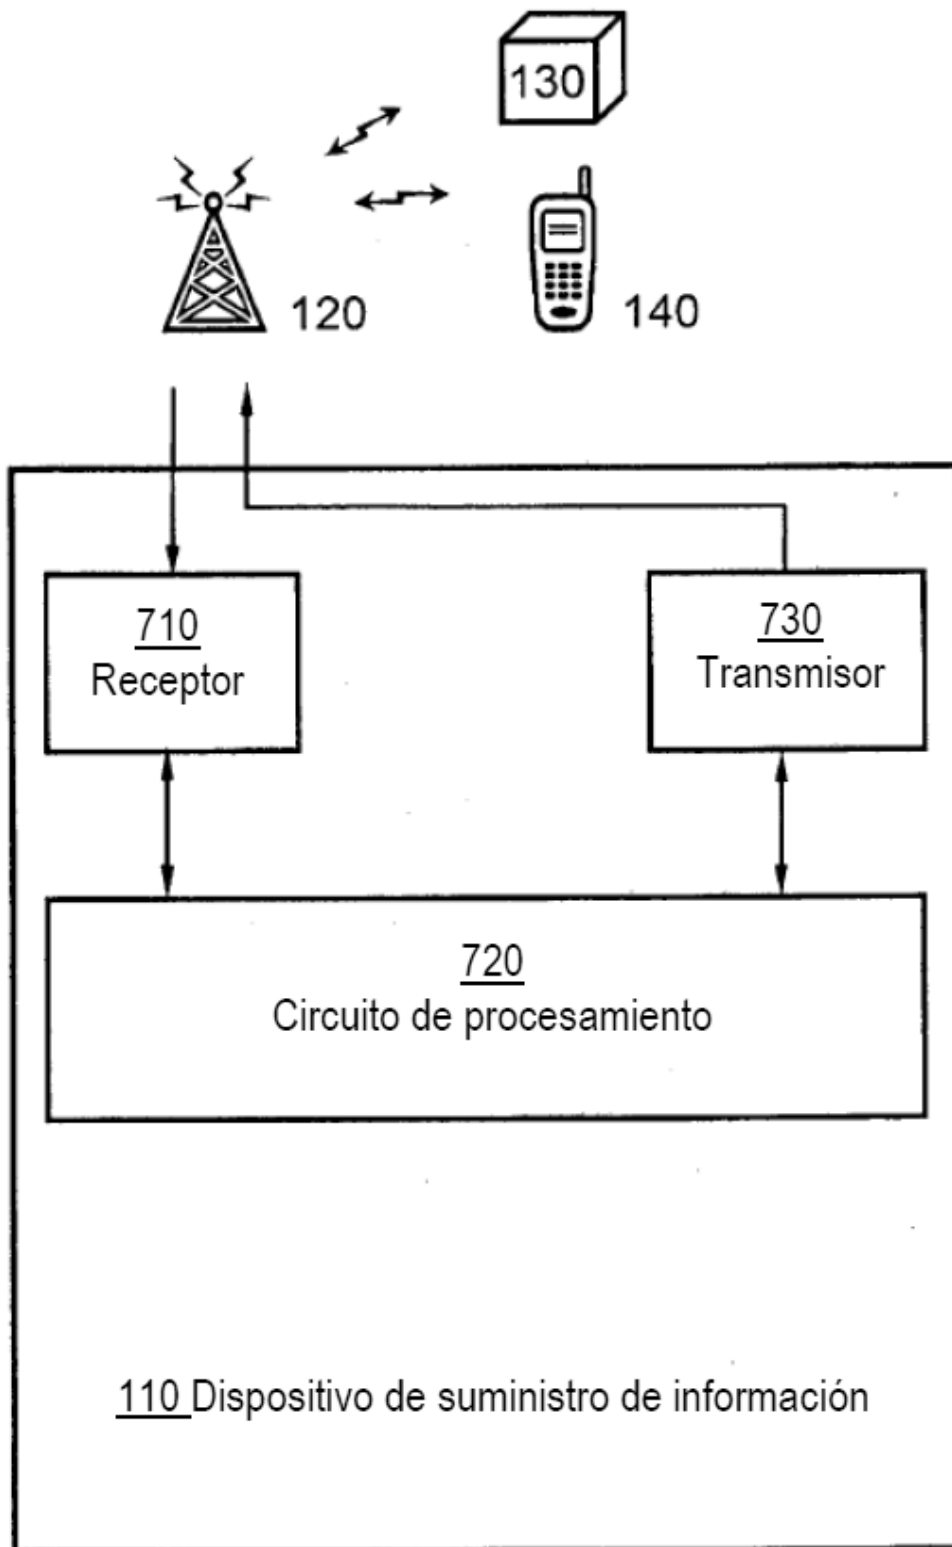 130
120
140
710
Receptor
730
Transmisor
720
Circuito de procesamiento
110 Dispositivo de suministro de información